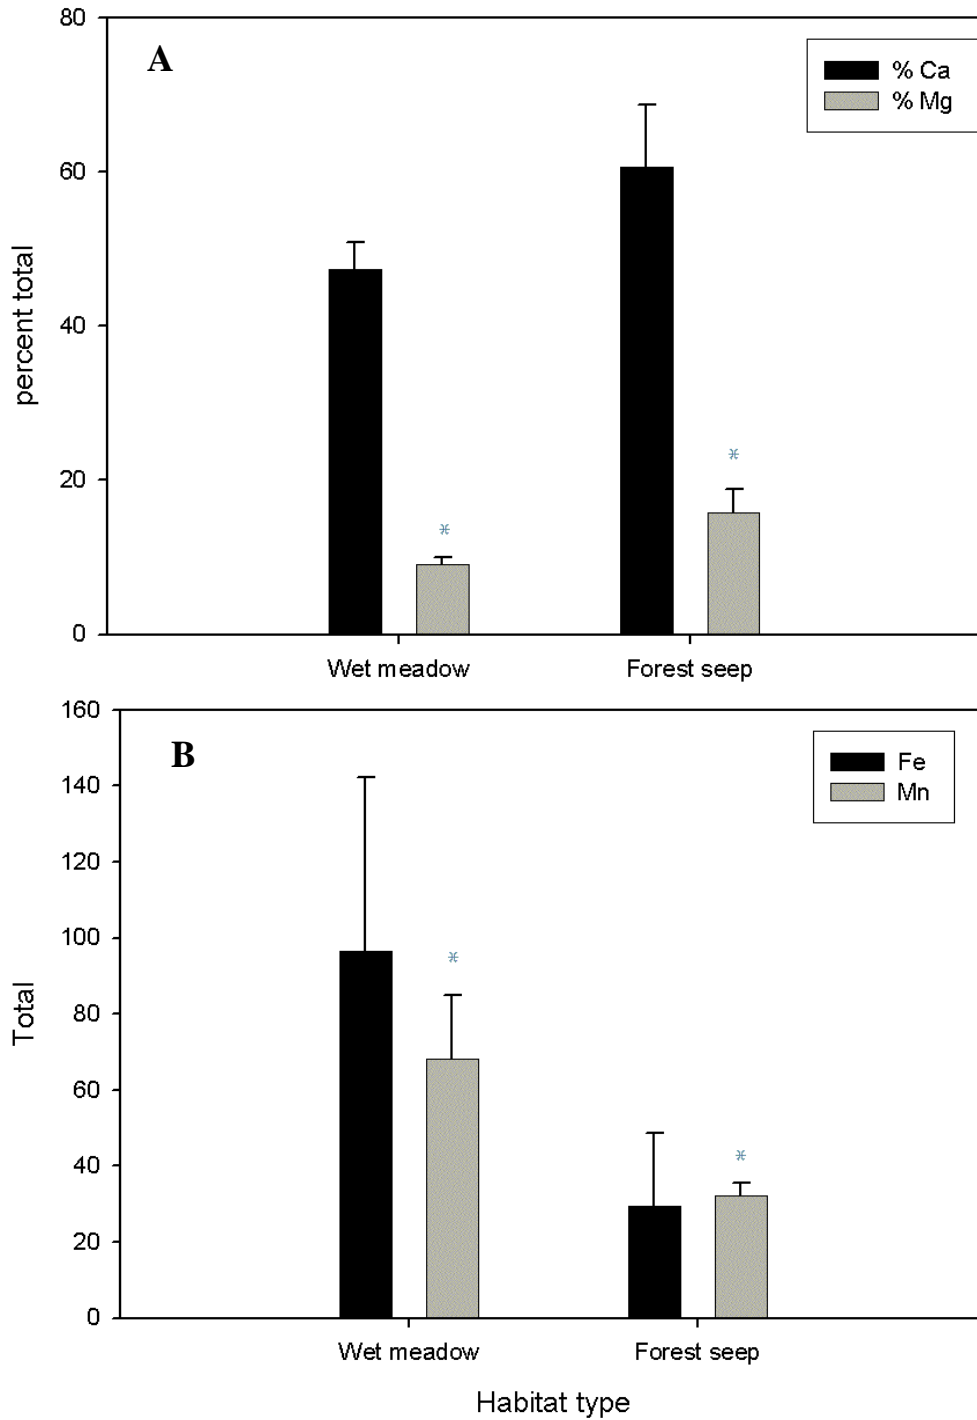 80
A
% Ca
% Mg
60
percent total
40
*
20
*
0
Wet meadow
Forest seep
160
B
Fe
Mn
140
120
100
*
80
Total
60
40
*
20
0
Wet meadow
Forest seep
Habitat type